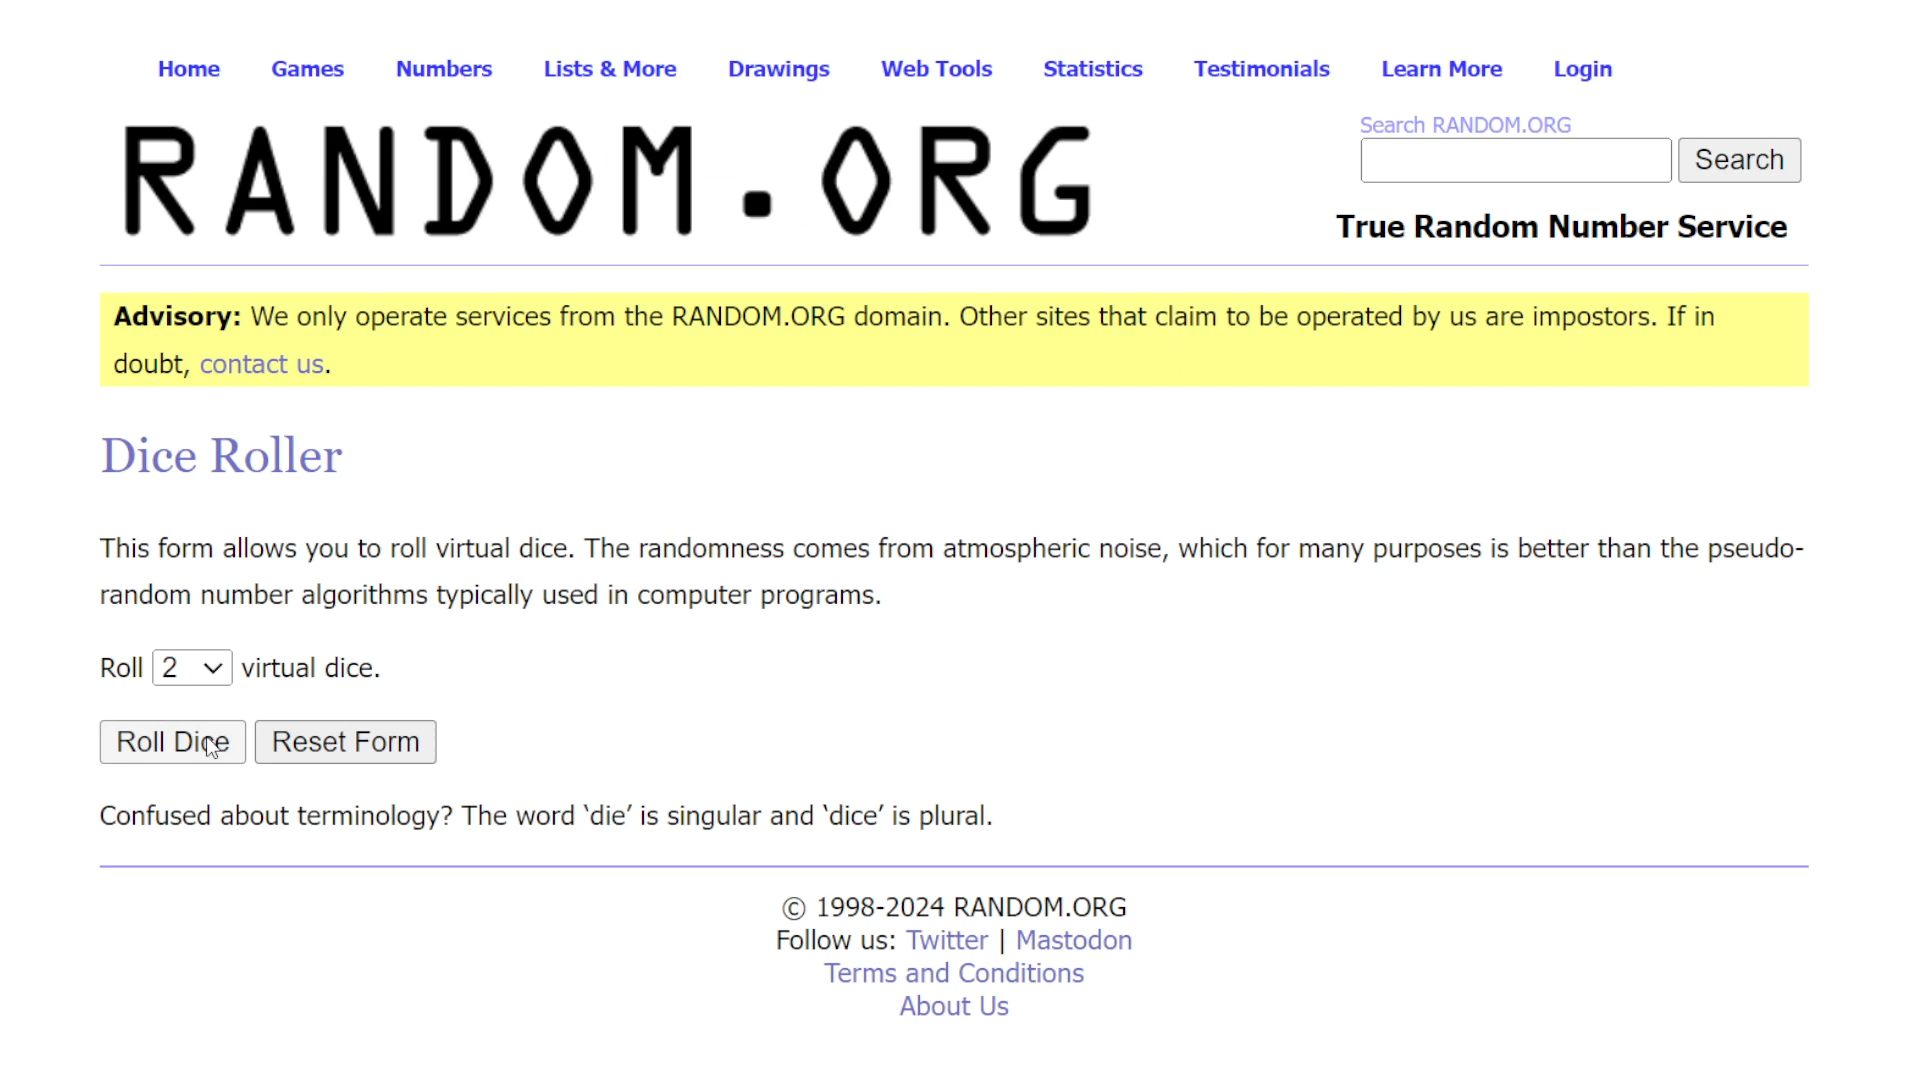 Home Games Numbers Lists & More Drawings Web Tools Statistics Testimonials Learn More Login
RANDOM.ORG
Search RANDOM.ORG
Search
True Random Number Service
Advisory: We only operate services from the RANDOM.ORG domain. Other sites that claim to be operated by us are impostors. If in
doubt, contact us.
Dice Roller
This form allows you to roll virtual dice. The randomness comes from atmospheric noise, which for many purposes is better than the pseudo-
random number algorithms typically used in computer programs.
Roll 2 virtual dice.
Roll Dice Reset Form
Confused about terminology? The word ‘die’ is singular and ‘dice’ is plural.
© 1998-2024 RANDOM.ORG
Follow us: Twitter | Mastodon
Terms and Conditions
About Us